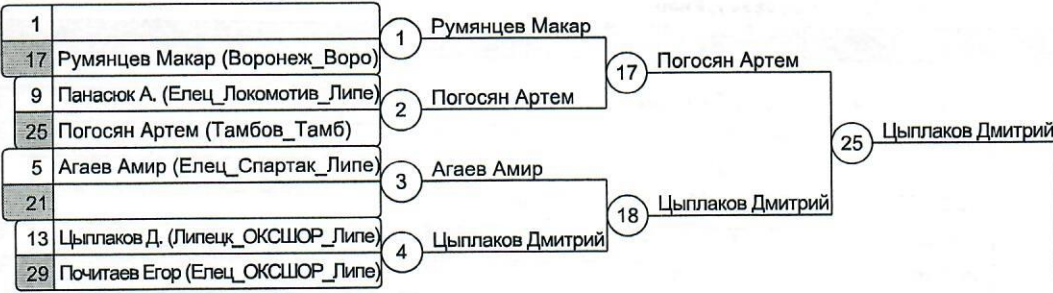 1
17 Румянцев Макар (Воронеж_Воро)
9 Панасюк А. (Елец_Локомотив_Липе)
25 Погосян Артем (Тамбов_Тамб)
5 Агаев Амир (Елец_Спартак_Липе)
21
13 Цыплаков Д. (Липецк_ОКСШОР_Липе)
29 Почитаев Егор (Елец_ОКСШОР_Липе)
1 Румянцев Макар
2 Погосян Артем
3 Агаев Амир
4 Цыплаков Дмитрий
17 Погосян Артем
18 Цыплаков Дмитрий
25 Цыплаков Дмитрий